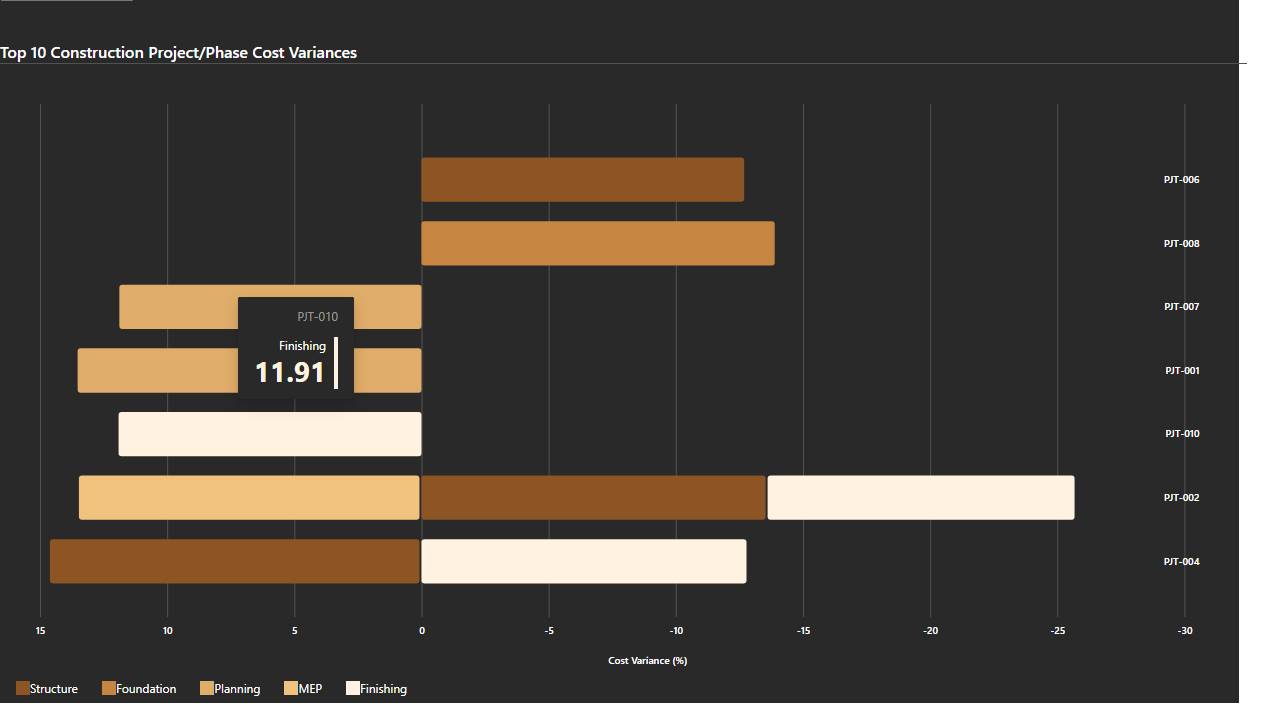 Top 10 Construction Project/Phase Cost Variances
PJT-006
PJT-008
PJT-007
PJT-010
Finishing
11.91
PJT-001
PJT-010
PJT-002
PJT-004
15 10 5 0 -5 -10 -15 -20 -25 -30
Cost Variance (%)
Structure Foundation Planning MEP Finishing